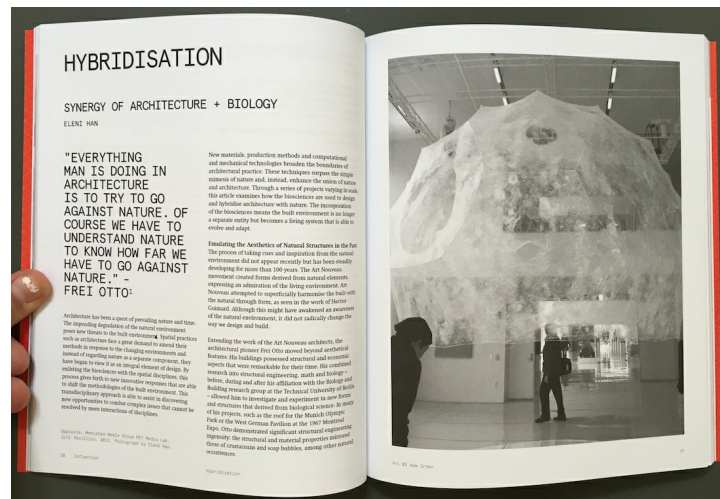 HYBRIDISATION
SYNERGY OF ARCHITECTURE + BIOLOGY
ELENI HAN
"EVERYTHING
MAN IS DOING IN
ARCHITECTURE
IS TO TRY TO GO
AGAINST NATURE. OF
COURSE WE HAVE TO
UNDERSTAND NATURE
TO KNOW HOW FAR WE
HAVE TO GO AGAINST
NATURE." -
FREI OTTO¹
Architecture has been a quest of prevailing nature and time.
The impending degradation of the natural environment
poses new threats to the built environment. Spatial practices
such as architecture face a great demand to amend their
methods in response to the changing environments and
instead of regarding nature as a separate component, they
have began to view it as an integral element of design. By
enlisting the biosciences with the spatial disciplines, this
process gives birth to new innovative responses that are able
to shift the methodologies of the built environment. This
transdisciplinary approach is able to assist in discovering
new opportunities to combat complex issues that cannot be
resolved by mere interactions of disciplines.
Opposite: Mediated Matter Group MIT Media Lab,
Silk Pavilion, 2013. Photograph by Eleni Han.
Inflection
New materials, production methods and computational
and mechanical technologies broaden the boundaries of
architectural practice. These techniques surpass the simple
mimesis of nature and, instead, enhance the union of nature
and architecture. Through a series of projects varying in scale,
this article examines how the biosciences are used to design
and hybridise architecture with nature. The incorporation
of the biosciences means the built environment is no longer
a separate entity but becomes a living system that is able to
evolve and adapt.
Emulating the Aesthetics of Natural Structures in the Past
The process of taking cues and inspiration from the natural
environment did not appear recently but has been steadily
developing for more than 100 years. The Art Nouveau
movement created forms derived from natural elements,
expressing an admiration of the living environment. Art
Nouveau attempted to superficially harmonise the built with
the natural through form, as seen in the work of Hector
Guimard. Although this might have awakened an awareness
of the natural environment, it did not radically change the
way we design and build.
Extending the work of the Art Nouveau architects, the
architectural pioneer Frei Otto moved beyond aesthetical
features. His buildings possessed structural and economic
aspects that were remarkable for their time. His combined
research into structural engineering, math and biology –
before, during and after his affiliation with the Biology and
Building research group at the Technical University of Berlin
– allowed him to investigate and experiment in new forms
and structures that derived from biological science. In many
of his projects, such as the roof for the Munich Olympic
Park or the West German Pavilion at the 1967 Montreal
Expo, Otto demonstrated significant structural engineering
ingenuity: the structural and material properties mirrored
those of crustaceans and soap bubbles, among other natural
occurrences.
Hybridisation
Vol.03 New Order